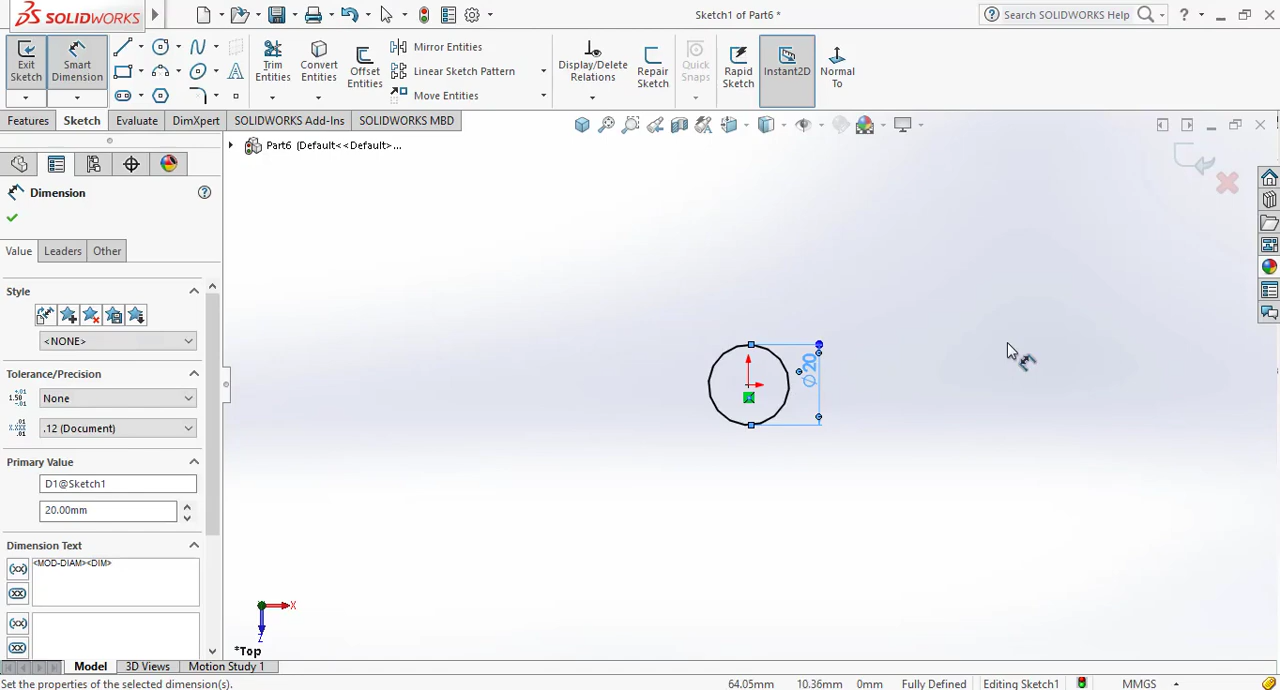 SOLIDWORKS
Sketch1 of Part6 *
Search SOLIDWORKS Help
?
Exit Sketch
Smart Dimension
Trim Entities
Convert Entities
Offset Entities
Mirror Entities
Linear Sketch Pattern
Move Entities
Display/Delete Relations
Repair Sketch
Quick Snaps
Rapid Sketch
Instant2D
Normal To
Features
Sketch
Evaluate
DimXpert
SOLIDWORKS Add-Ins
SOLIDWORKS MBD
Part6 (Default<<Default>...
Dimension
Value
Leaders
Other
Style
<NONE>
Tolerance/Precision
None
.12 (Document)
Primary Value
D1@Sketch1
20.00mm
Dimension Text
<MOD-DIAM><DIM>
∅20
X
Z
*Top
Model
3D Views
Motion Study 1
Set the properties of the selected dimension(s).
64.05mm
10.36mm
0mm
Fully Defined
Editing Sketch1
MMGS